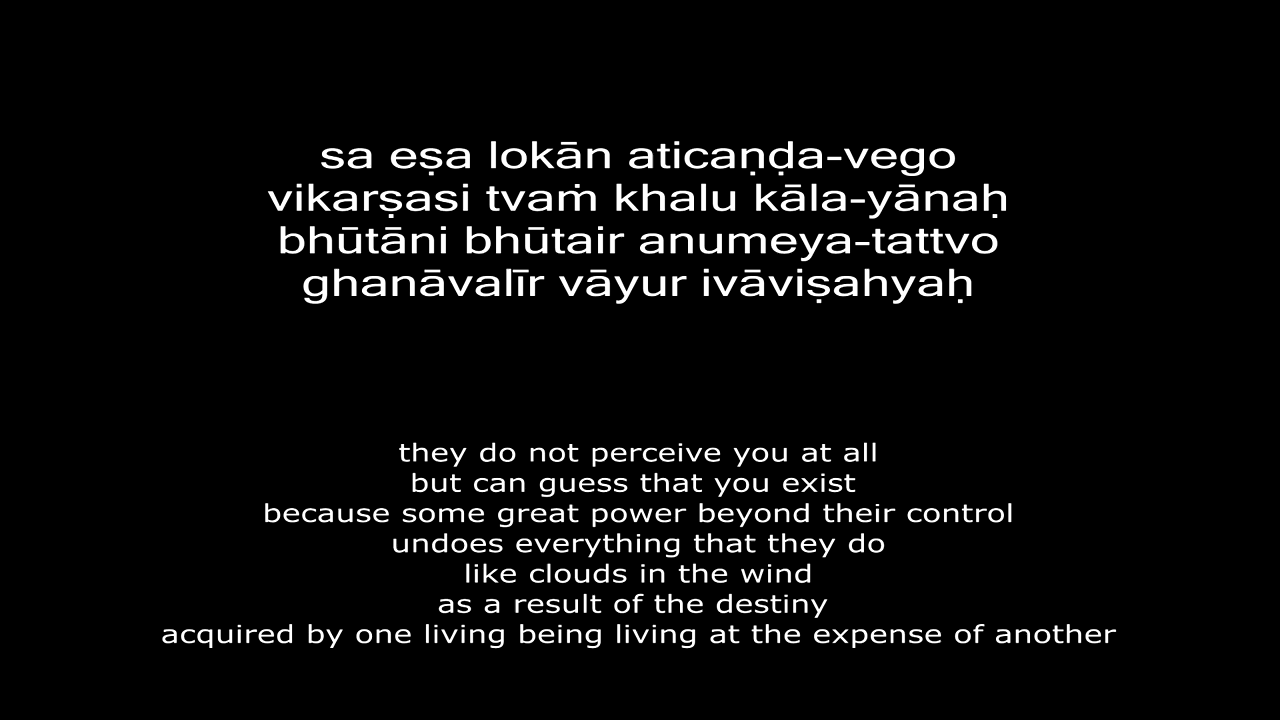 sa eṣa lokān aticaṇḍa-vego
vikarṣasi tvaṁ khalu kāla-yānaḥ
bhūtāni bhūtair anumeya-tattvo
ghanāvalīr vāyur ivāviṣahyaḥ
they do not perceive you at all
but can guess that you exist
because some great power beyond their control
undoes everything that they do
like clouds in the wind
as a result of the destiny
acquired by one living being living at the expense of another